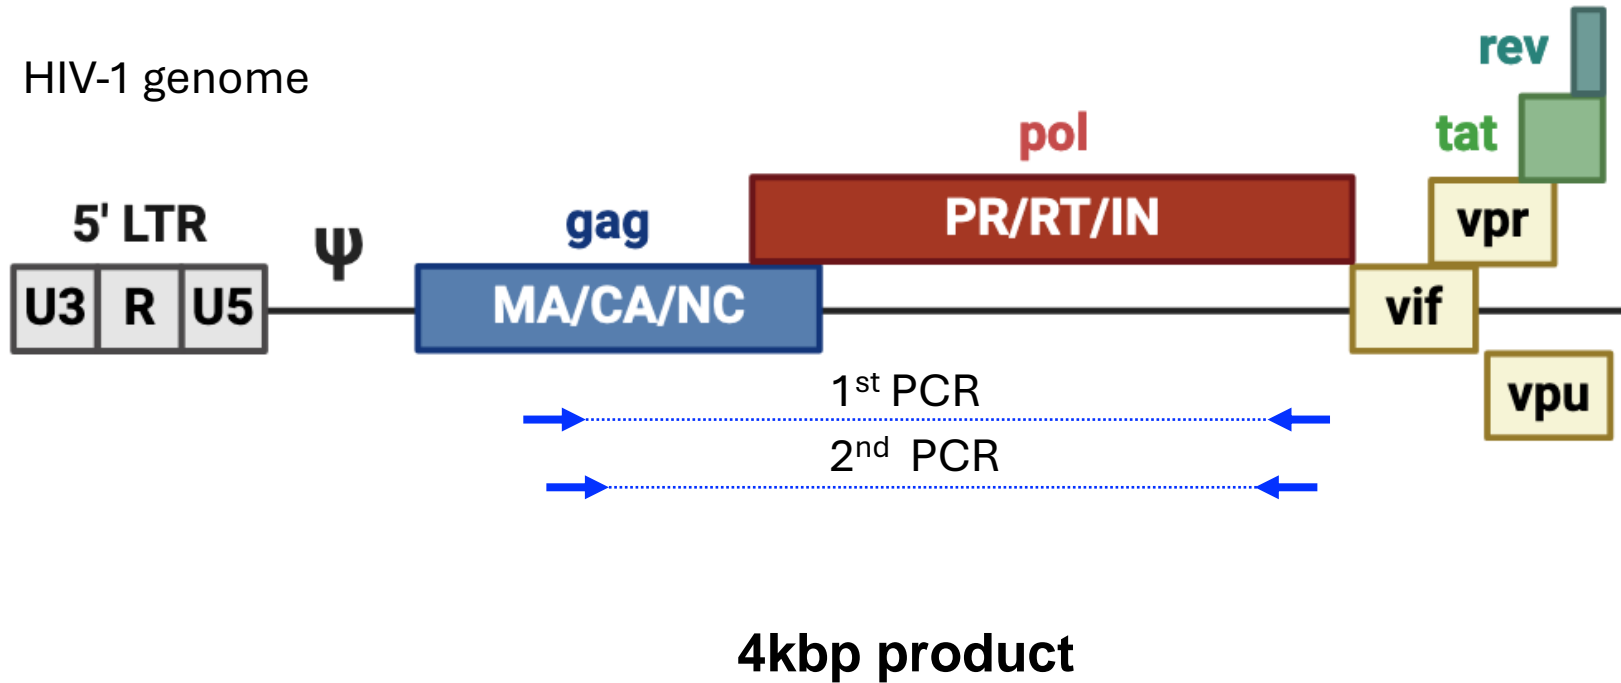 HIV-1 genome
rev
tat
pol
5' LTR
ψ
gag
PR/RT/IN
vpr
U3 R U5
MA/CA/NC
vif
vpu
1st PCR
2nd PCR
4kbp product